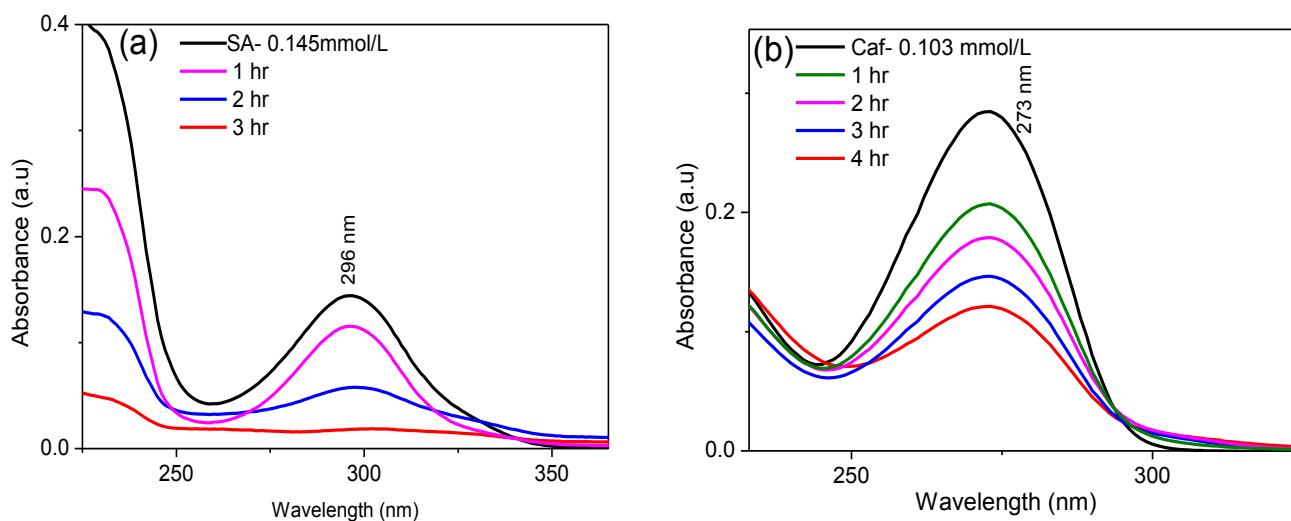 (a)
SA- 0.145mmol/L
1 hr
2 hr
3 hr
296 nm
0.4
0.2
0.0
Absorbance (a.u)
250
300
350
Wavelength (nm)
(b)
Caf- 0.103 mmol/L
1 hr
2 hr
3 hr
4 hr
273 nm
0.2
0.0
Absorbance (a.u)
250
300
Wavelength (nm)